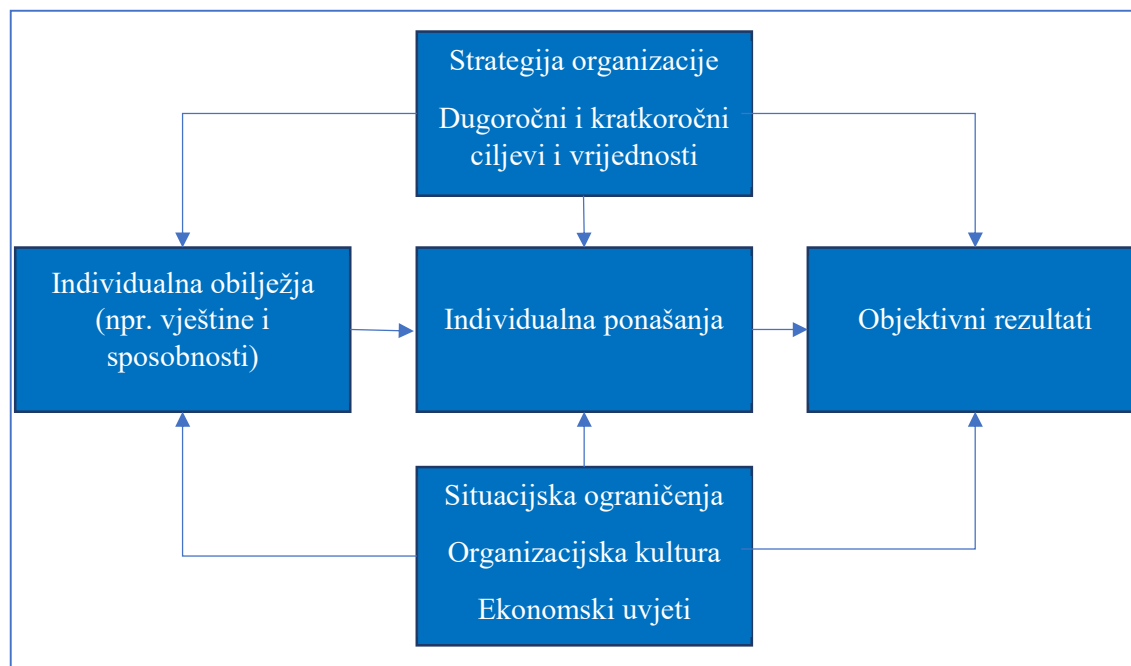 Strategija organizacije
Dugoročni i kratkoročni
ciljevi i vrijednosti
Individualna obilježja
(npr. vještine i
sposobnosti)
Individualna ponašanja
Objektivni rezultati
Situacijska ograničenja
Organizacijska kultura
Ekonomski uvjeti